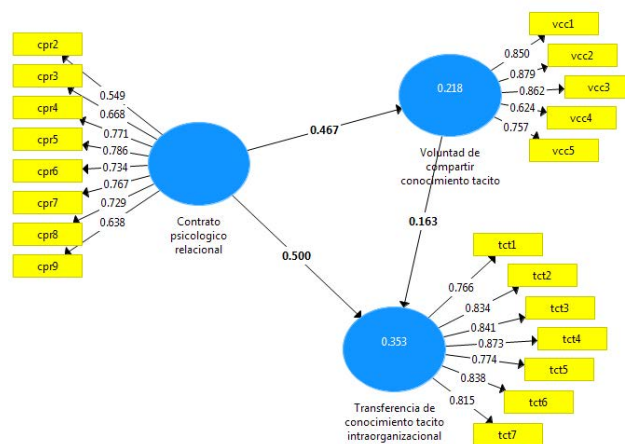 cpr2
cpr3
cpr4
cpr5
cpr6
cpr7
cpr8
cpr9
0.549
0.668
0.771
0.786
0.734
0.767
0.729
0.638
Contrato
psicologico
relacional
0.467
0.500
0.218
Voluntad de
compartir
conocimiento tacito
0.850
0.879
0.862
0.624
0.757
vcc1
vcc2
vcc3
vcc4
vcc5
0.163
0.353
Transferencia de
conocimiento tacito
intraorganizacional
0.766
0.834
0.841
0.873
0.774
0.838
0.815
tct1
tct2
tct3
tct4
tct5
tct6
tct7